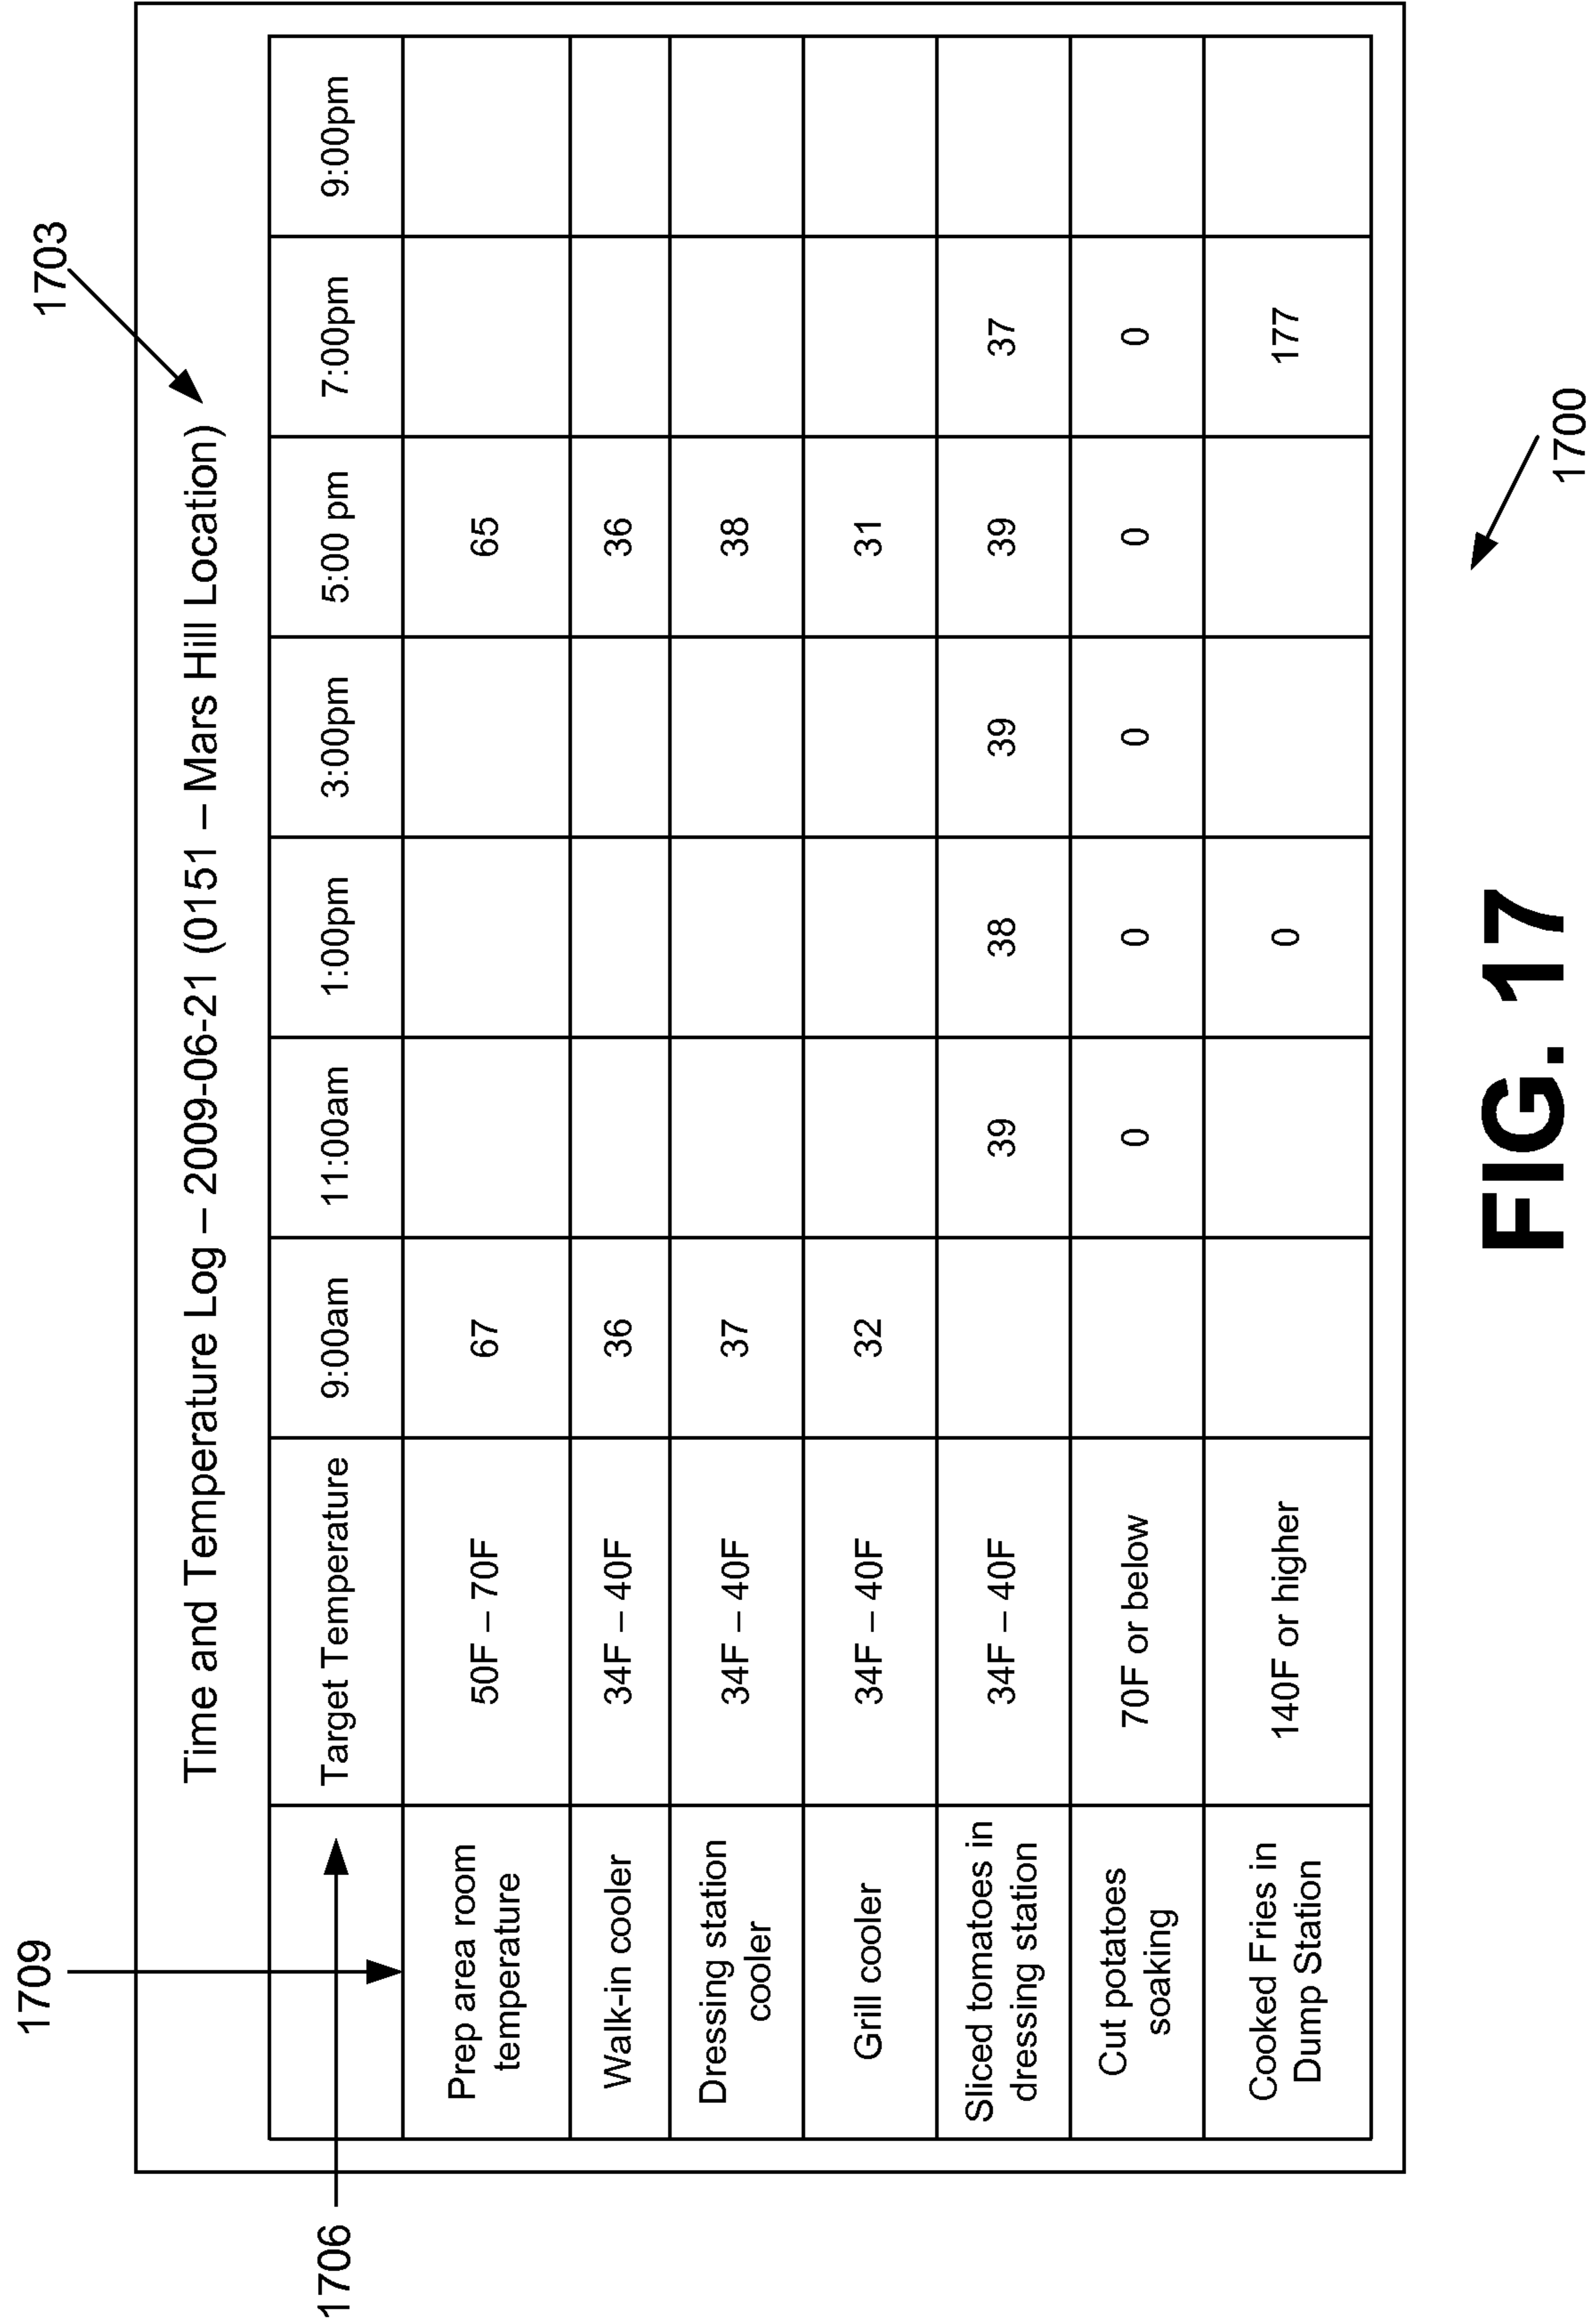 1709
1703
1706
Time and Temperature Log – 2009-06-21 (0151 – Mars Hill Location)
Target Temperature 9:00am 11:00am 1:00pm 3:00pm 5:00 pm 7:00pm 9:00pm
Prep area room
temperature
50F – 70F 67 65
Walk-in cooler 34F – 40F 36 36
Dressing station
cooler
34F – 40F 37 38
Grill cooler 34F – 40F 32 31
Sliced tomatoes in
dressing station
34F – 40F 39 38 39 39 37
Cut potatoes
soaking
70F or below 0 0 0 0 0
Cooked Fries in
Dump Station
140F or higher 0 177
1700
FIG. 17